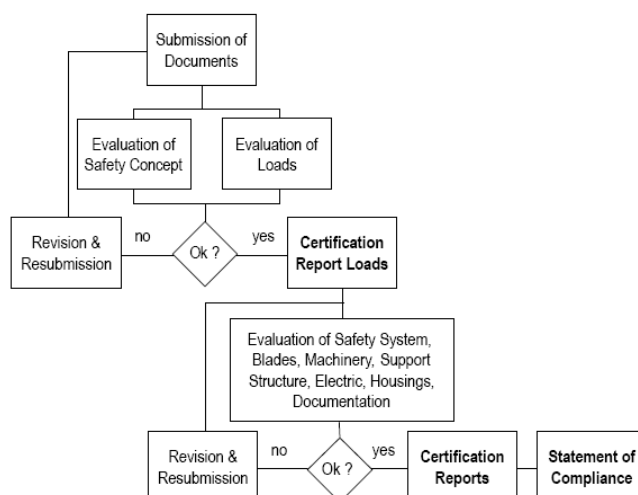 Submission of
Documents
Evaluation of
Safety Concept
Evaluation of
Loads
Revision &
Resubmission
no
Ok ?
yes
Certification
Report Loads
Evaluation of Safety System,
Blades, Machinery, Support
Structure, Electric, Housings,
Documentation
Revision &
Resubmission
no
Ok ?
yes
Certification
Reports
Statement of
Compliance